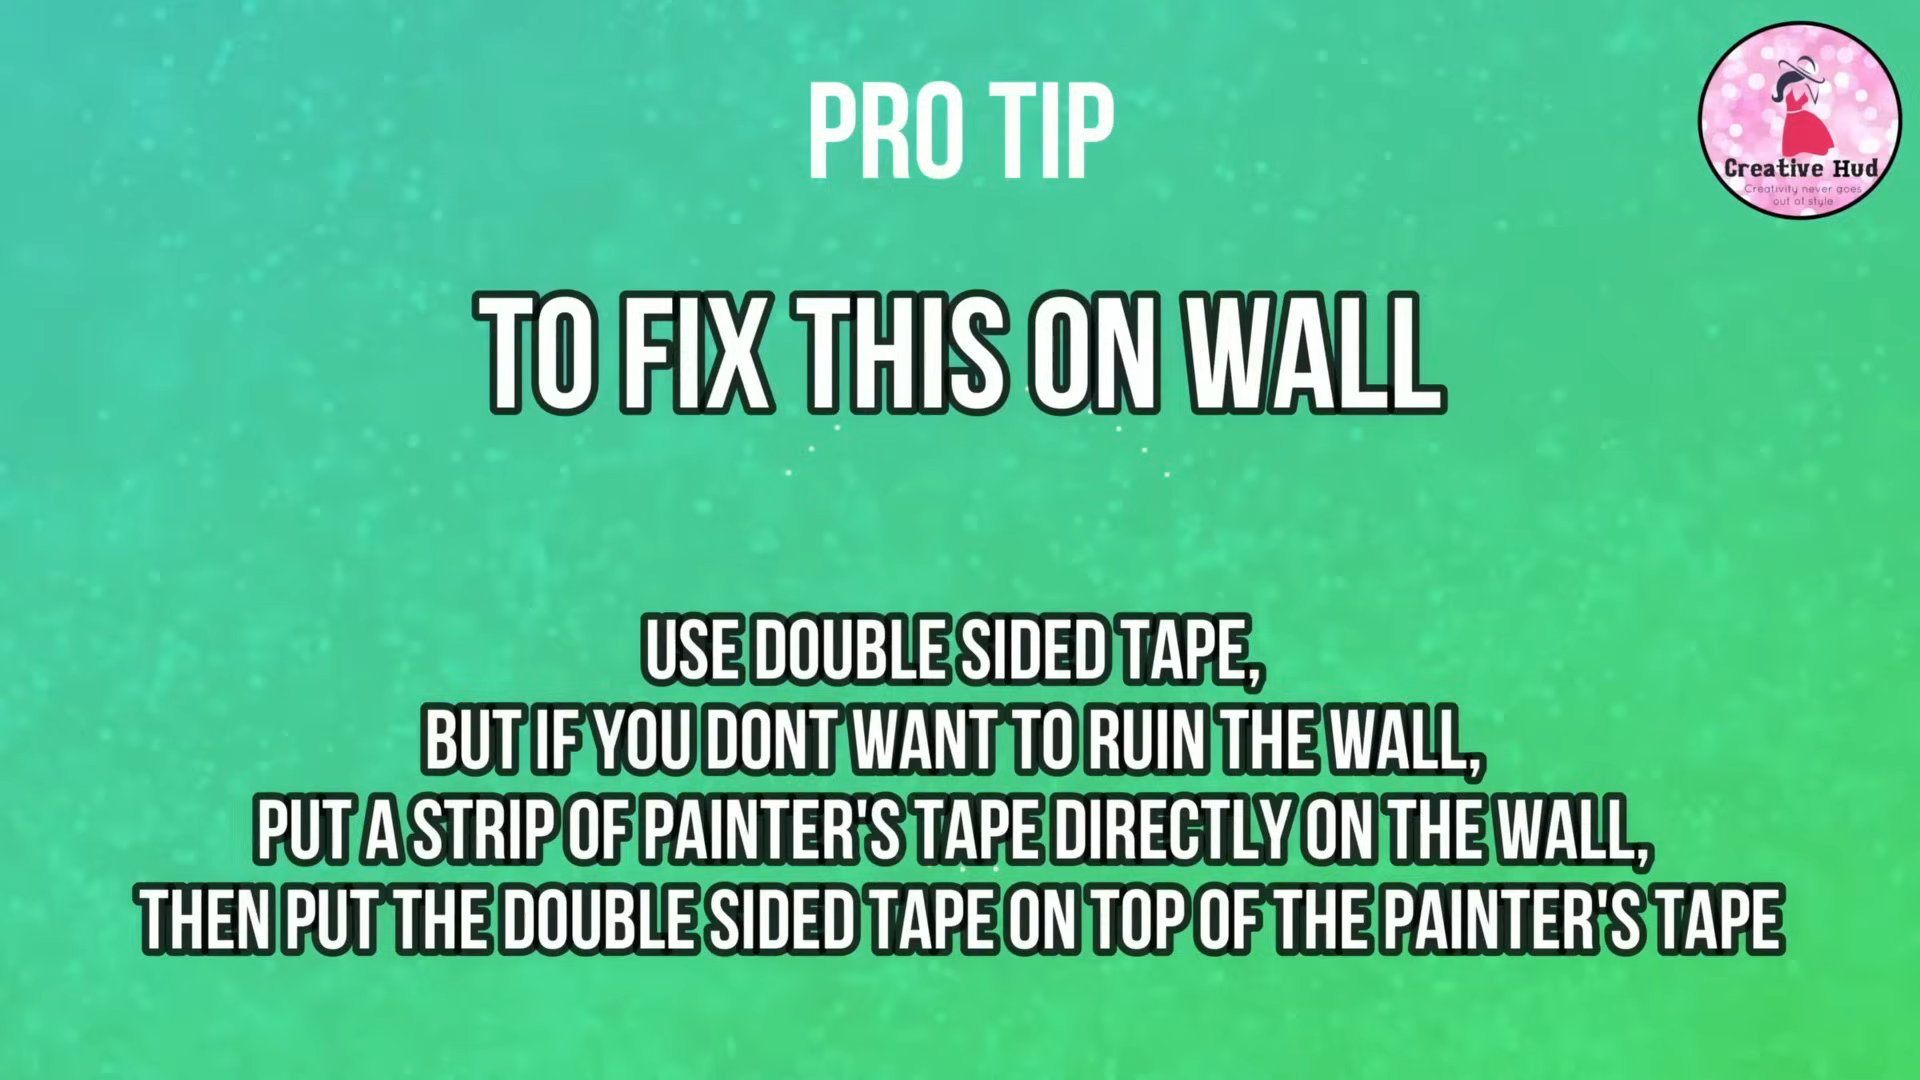 PRO TIP
Creative Hud
Creativity never goes
out of style
TO FIX THIS ON WALL
USE DOUBLE SIDED TAPE,
BUT IF YOU DONT WANT TO RUIN THE WALL,
PUT A STRIP OF PAINTER'S TAPE DIRECTLY ON THE WALL,
THEN PUT THE DOUBLE SIDED TAPE ON TOP OF THE PAINTER'S TAPE